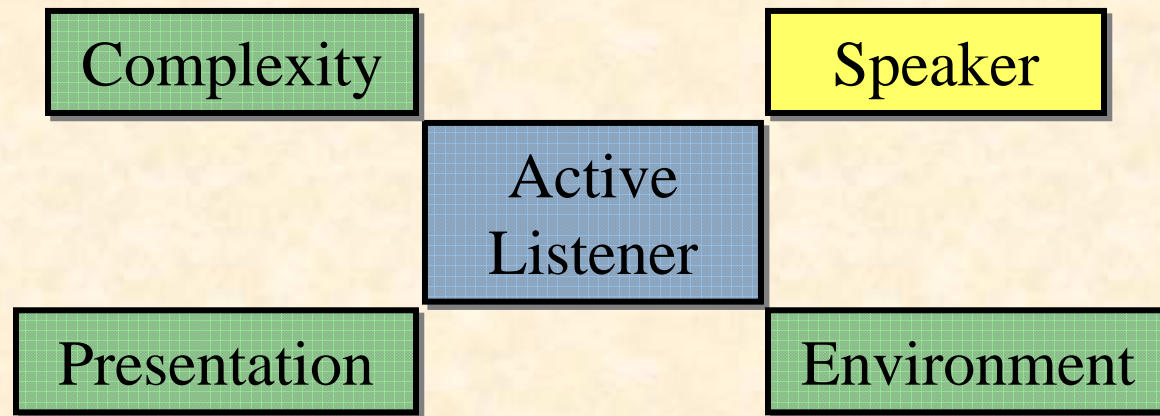 Complexity
Speaker
Active
Listener
Presentation
Environment